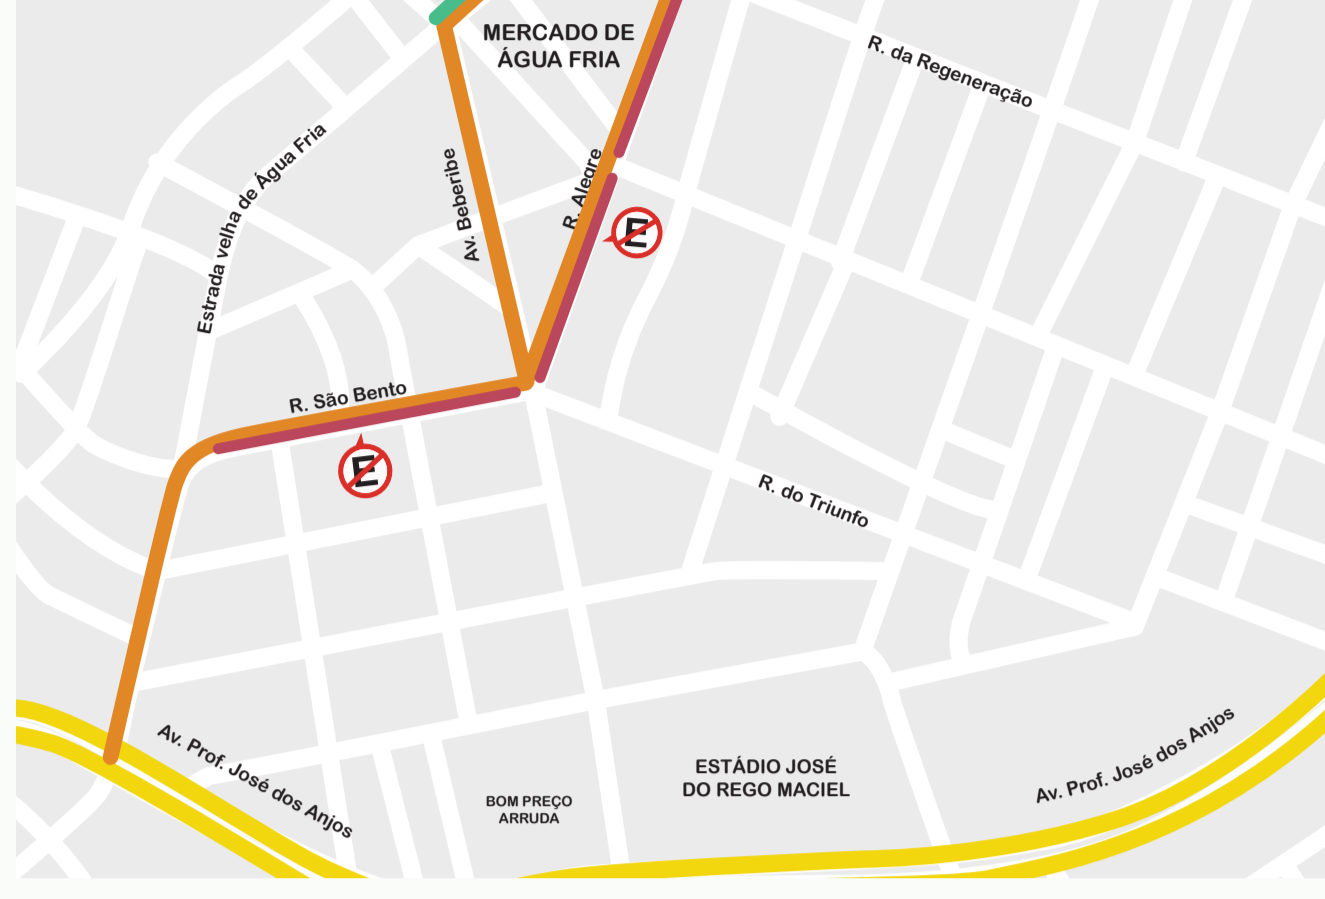 MERCADO DE
ÁGUA FRIA
R. da Regeneração
Estrada velha de Água Fria
Av. Beberibe
R. Alegre
E
R. São Bento
E
R. do Triunfo
Av. Prof. José dos Anjos
ESTÁDIO JOSÉ
DO REGO MACIEL
Av. Prof. José dos Anjos
BOM PREÇO
ARRUDA